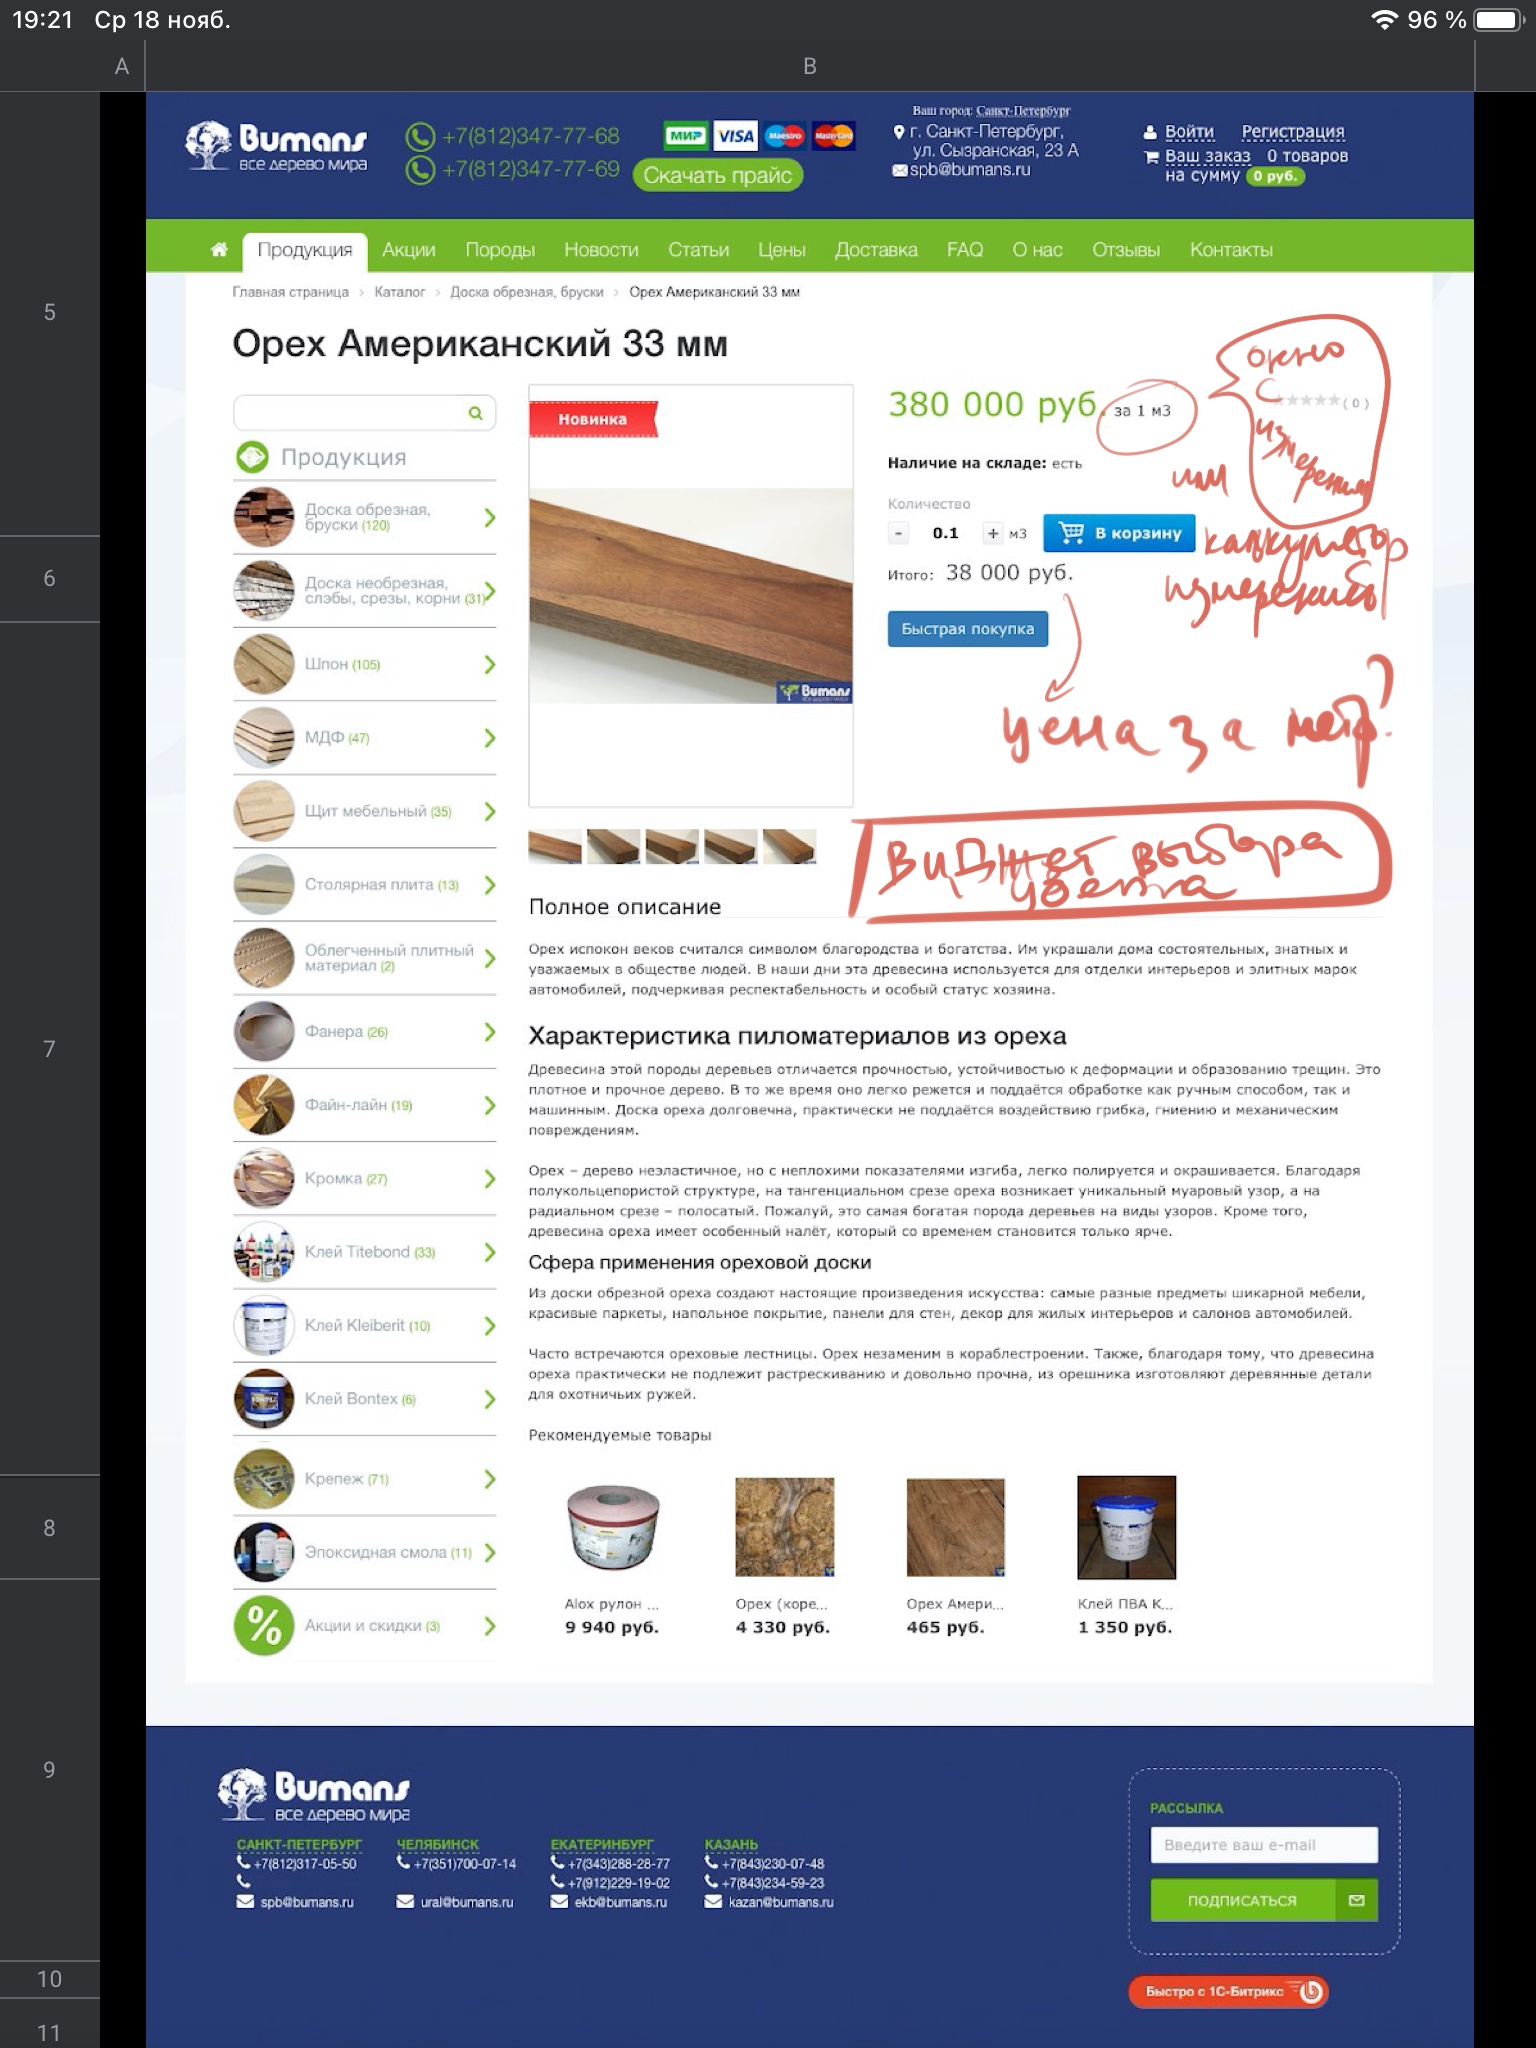 19:21 Ср 18 нояб.
96 %
A
B
Bumans
все дерево мира
+7(812)347-77-68
+7(812)347-77-69
МИР VISA Maestro MasterCard
Скачать прайс
Ваш город: Санкт-Петербург
г. Санкт-Петербург,
ул. Сызранская, 23 А
spb@bumans.ru
Войти Регистрация
Ваш заказ 0 товаров
на сумму 0 руб.
Продукция Акции Породы Новости Статьи Цены Доставка FAQ О нас Отзывы Контакты
Главная страница > Каталог > Доска обрезная, бруски > Орех Американский 33 мм
5
Орех Американский 33 мм
Продукция
Доска обрезная,
бруски (120)
6
Доска необрезная,
слэбы, срезы, корни (31)
Шпон (105)
МДФ (47)
Щит мебельный (35)
Столярная плита (13)
Облегченный плитный
материал (2)
Фанера (26)
7
Файн-лайн (19)
Кромка (27)
Клей Titebond (33)
Клей Kleiberit (10)
Клей Bontex (6)
Крепеж (71)
8
Эпоксидная смола (11)
Акции и скидки (3)
%
Новинка
Bumans
все дерево мира
380 000 руб. за 1 м3
( 0 )
Наличие на складе: есть
Количество
- 0.1 + м3
В корзину
Итого: 38 000 руб.
Быстрая покупка
окно
с
или
калькулятор
цена за метр?
виджет выбора
цвета
Полное описание
Орех испокон веков считался символом благородства и богатства. Им украшали дома состоятельных, знатных и
уважаемых в обществе людей. В наши дни эта древесина используется для отделки интерьеров и элитных марок
автомобилей, подчеркивая респектабельность и особый статус хозяина.
Характеристика пиломатериалов из ореха
Древесина этой породы деревьев отличается прочностью, устойчивостью к деформации и образованию трещин. Это
плотное и прочное дерево. В то же время оно легко режется и поддаётся обработке как ручным способом, так и
машинным. Доска ореха долговечна, практически не поддаётся воздействию грибка, гниению и механическим
повреждениям.
Орех – дерево неэластичное, но с неплохими показателями изгиба, легко полируется и окрашивается. Благодаря
полукольцепористой структуре, на тангенциальном срезе ореха возникает уникальный муаровый узор, а на
радиальном срезе – полосатый. Пожалуй, это самая богатая порода деревьев на виды узоров. Кроме того,
древесина ореха имеет особенный налёт, который со временем становится только ярче.
Сфера применения ореховой доски
Из доски обрезной ореха создают настоящие произведения искусства: самые разные предметы шикарной мебели,
красивые паркеты, напольное покрытие, панели для стен, декор для жилых интерьеров и салонов автомобилей.
Часто встречаются ореховые лестницы. Орех незаменим в кораблестроении. Также, благодаря тому, что древесина
ореха практически не подлежит растрескиванию и довольно прочна, из орешника изготовляют деревянные детали
для охотничьих ружей.
Рекомендуемые товары
Alox рулон ...
9 940 руб.
Орех (коре...
4 330 руб.
Орех Амери...
465 руб.
Клей ПВА К...
1 350 руб.
9
Bumans
все дерево мира
САНКТ-ПЕТЕРБУРГ
+7(812)317-05-50
spb@bumans.ru
ЧЕЛЯБИНСК
+7(351)700-07-14
ural@bumans.ru
ЕКАТЕРИНБУРГ
+7(343)288-28-77
+7(912)229-19-02
ekb@bumans.ru
КАЗАНЬ
+7(843)230-07-48
+7(843)234-59-23
kazan@bumans.ru
РАССЫЛКА
Введите ваш e-mail
ПОДПИСАТЬСЯ
10
Быстро с 1С-Битрикс
11